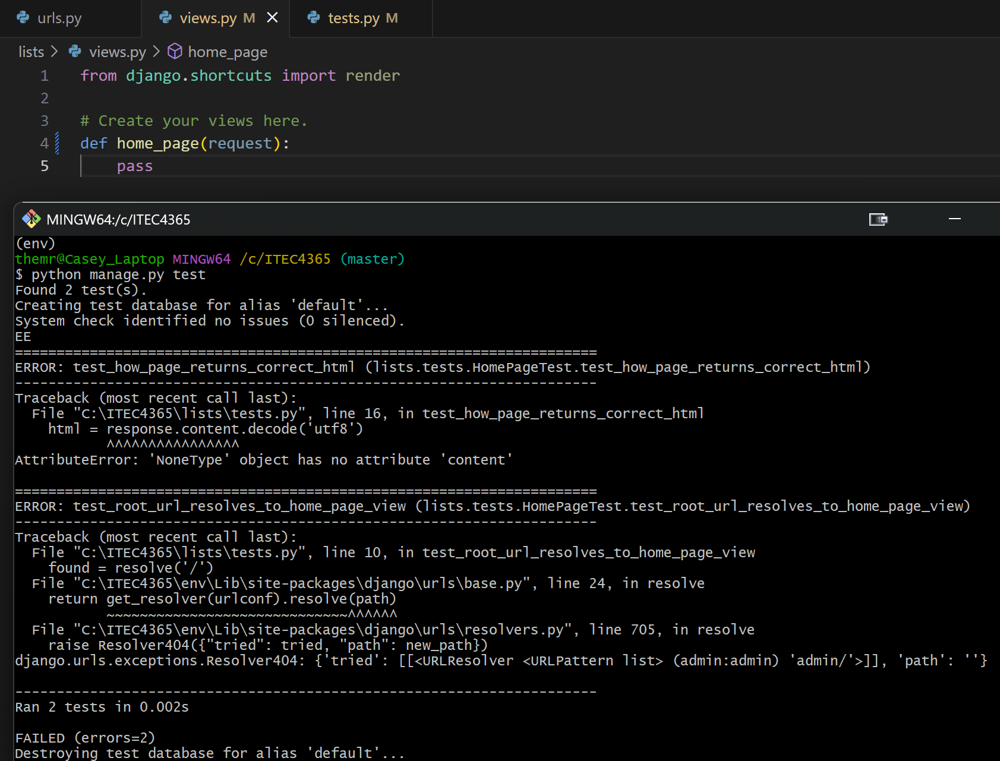 urls.py
views.py M
tests.py M
lists > views.py > home_page
1 from django.shortcuts import render
2
3 # Create your views here.
4 def home_page(request):
5     pass
MINGW64:/c/ITEC4365
(env)
themr@Casey_Laptop MINGW64 /c/ITEC4365 (master)
$ python manage.py test
Found 2 test(s).
Creating test database for alias 'default'...
System check identified no issues (0 silenced).
EE
======================================================================
ERROR: test_how_page_returns_correct_html (lists.tests.HomePageTest.test_how_page_returns_correct_html)
----------------------------------------------------------------------
Traceback (most recent call last):
  File "C:\ITEC4365\lists\tests.py", line 16, in test_how_page_returns_correct_html
    html = response.content.decode('utf8')
           ^^^^^^^^^^^^^^^^
AttributeError: 'NoneType' object has no attribute 'content'
======================================================================
ERROR: test_root_url_resolves_to_home_page_view (lists.tests.HomePageTest.test_root_url_resolves_to_home_page_view)
----------------------------------------------------------------------
Traceback (most recent call last):
  File "C:\ITEC4365\lists\tests.py", line 10, in test_root_url_resolves_to_home_page_view
    found = resolve('/')
  File "C:\ITEC4365\env\Lib\site-packages\django\urls\base.py", line 24, in resolve
    return get_resolver(urlconf).resolve(path)
           ~~~~~~~~~~~~~~~~~~~~~~~~~~~~~^^^^^^
  File "C:\ITEC4365\env\Lib\site-packages\django\urls\resolvers.py", line 705, in resolve
    raise Resolver404({"tried": tried, "path": new_path})
django.urls.exceptions.Resolver404: {'tried': [[<URLResolver <URLPattern list> (admin:admin) 'admin/'>]], 'path': ''}
----------------------------------------------------------------------
Ran 2 tests in 0.002s
FAILED (errors=2)
Destroying test database for alias 'default'...